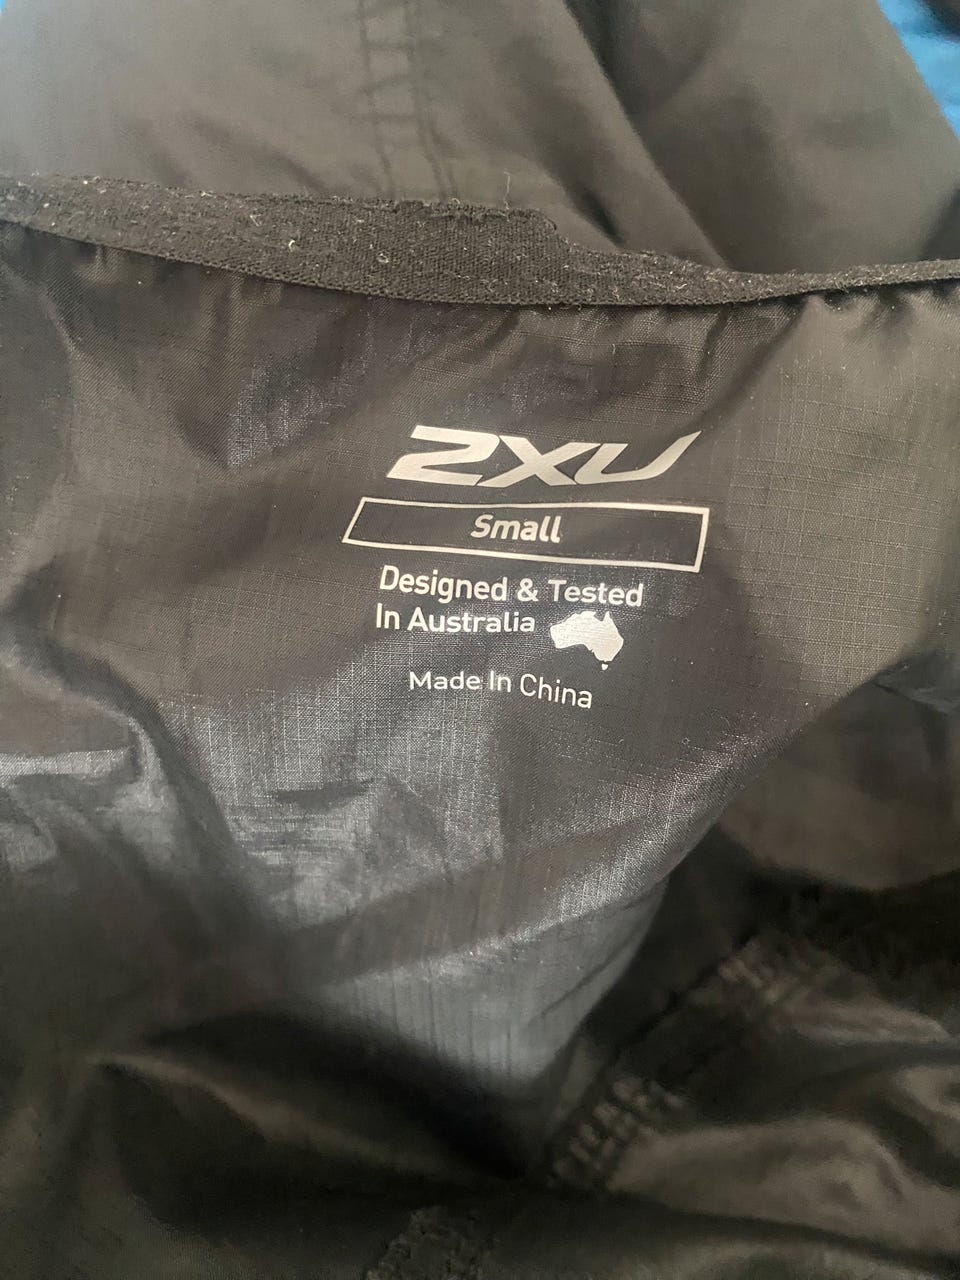 2XU
Small
Designed & Tested
In Australia
Made In China